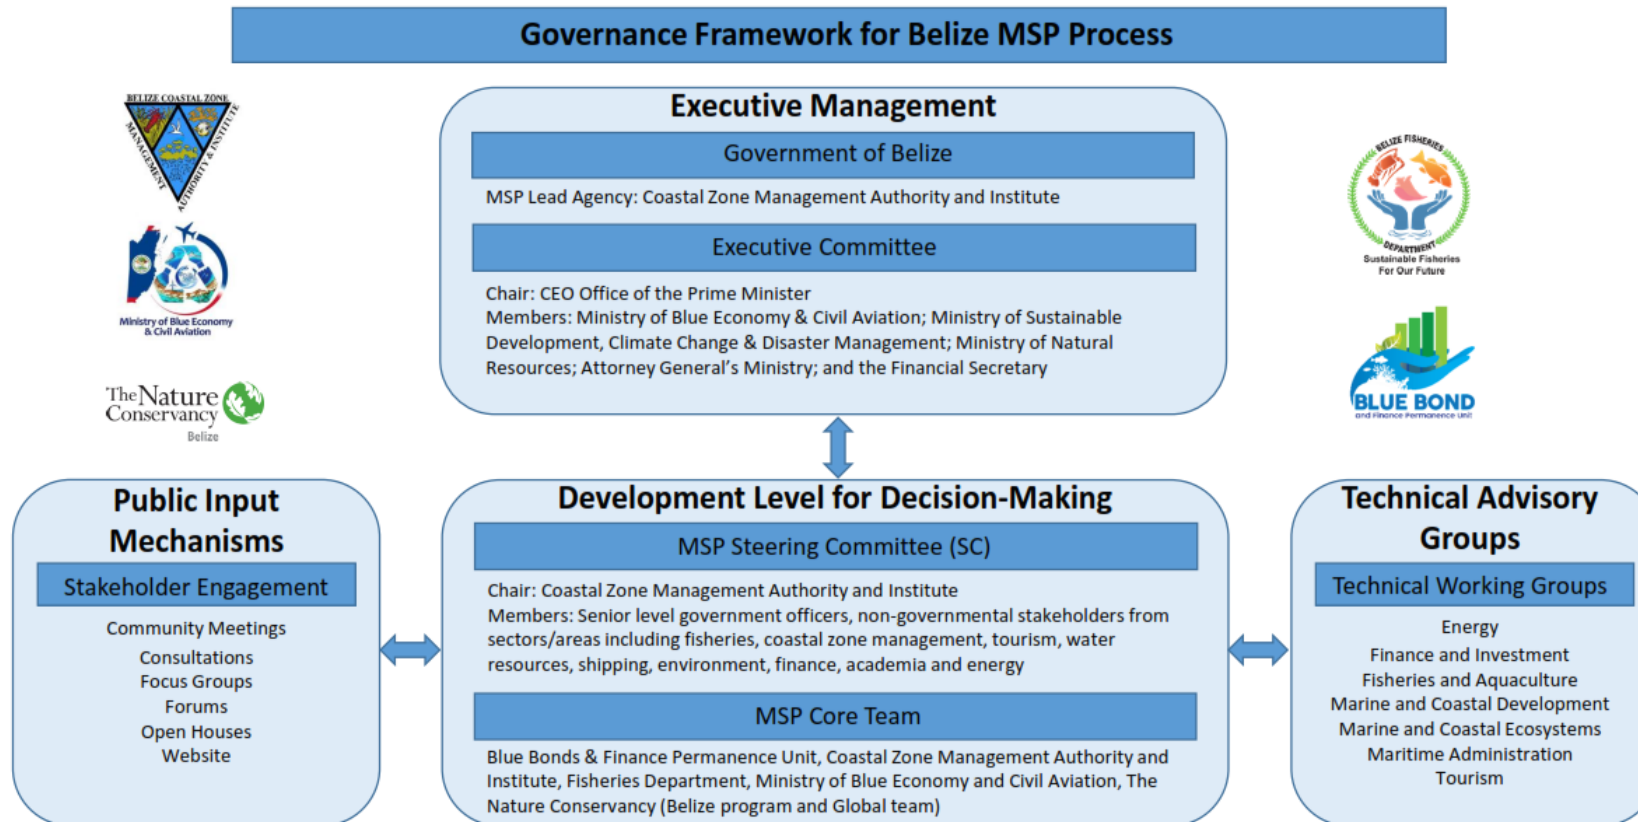 Governance Framework for Belize MSP Process
BELIZE COASTAL ZONE
MANAGEMENT
AUTHORITY & INSTITUTE
Ministry of Blue Economy
& Civil Aviation
The Nature
Conservancy
Belize
Executive Management
Government of Belize
MSP Lead Agency: Coastal Zone Management Authority and Institute
Executive Committee
Chair: CEO Office of the Prime Minister
Members: Ministry of Blue Economy & Civil Aviation; Ministry of Sustainable
Development, Climate Change & Disaster Management; Ministry of Natural
Resources; Attorney General's Ministry; and the Financial Secretary
BELIZE FISHERIES
DEPARTMENT
Sustainable Fisheries
For Our Future
BLUE BOND
and Finance Permanence Unit
Public Input
Mechanisms
Stakeholder Engagement
Community Meetings
Consultations
Focus Groups
Forums
Open Houses
Website
Development Level for Decision-Making
MSP Steering Committee (SC)
Chair: Coastal Zone Management Authority and Institute
Members: Senior level government officers, non-governmental stakeholders from
sectors/areas including fisheries, coastal zone management, tourism, water
resources, shipping, environment, finance, academia and energy
MSP Core Team
Blue Bonds & Finance Permanence Unit, Coastal Zone Management Authority and
Institute, Fisheries Department, Ministry of Blue Economy and Civil Aviation, The
Nature Conservancy (Belize program and Global team)
Technical Advisory
Groups
Technical Working Groups
Energy
Finance and Investment
Fisheries and Aquaculture
Marine and Coastal Development
Marine and Coastal Ecosystems
Maritime Administration
Tourism